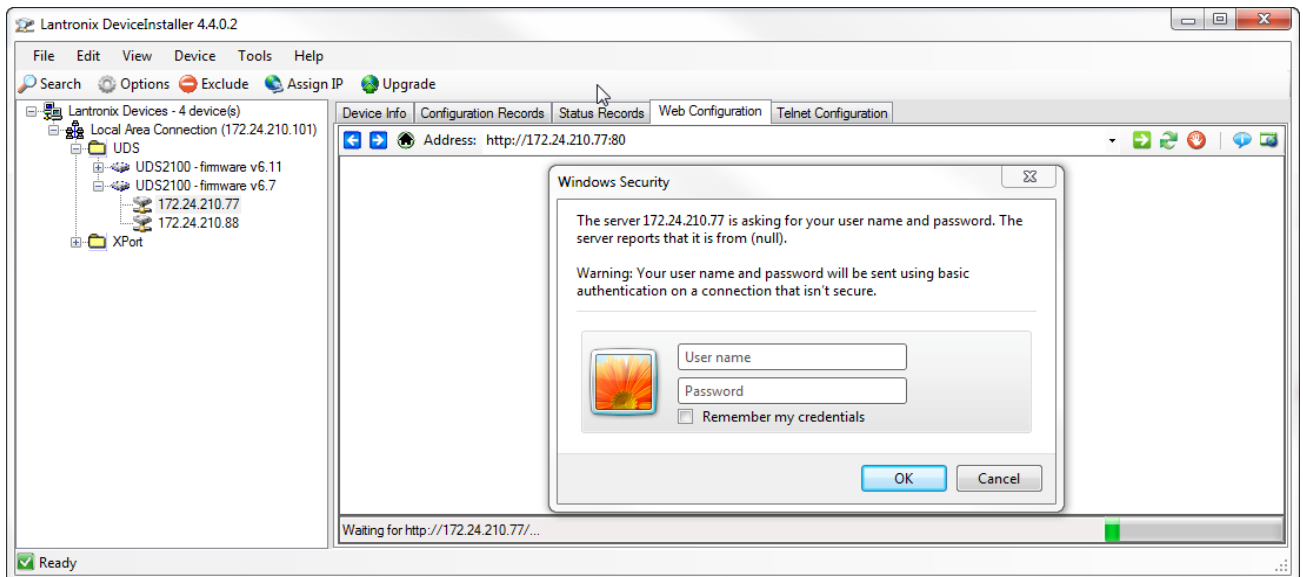 Lantronix DeviceInstaller 4.4.0.2
File Edit View Device Tools Help
Search Options Exclude Assign IP Upgrade
Lantronix Devices - 4 device(s)
Local Area Connection (172.24.210.101)
UDS
UDS2100 - firmware v6.11
UDS2100 - firmware v6.7
172.24.210.77
172.24.210.88
XPort
Device Info Configuration Records Status Records Web Configuration Telnet Configuration
Address: http://172.24.210.77:80
Windows Security
The server 172.24.210.77 is asking for your user name and password. The
server reports that it is from (null).
Warning: Your user name and password will be sent using basic
authentication on a connection that isn't secure.
User name
Password
Remember my credentials
OK Cancel
Waiting for http://172.24.210.77/...
Ready